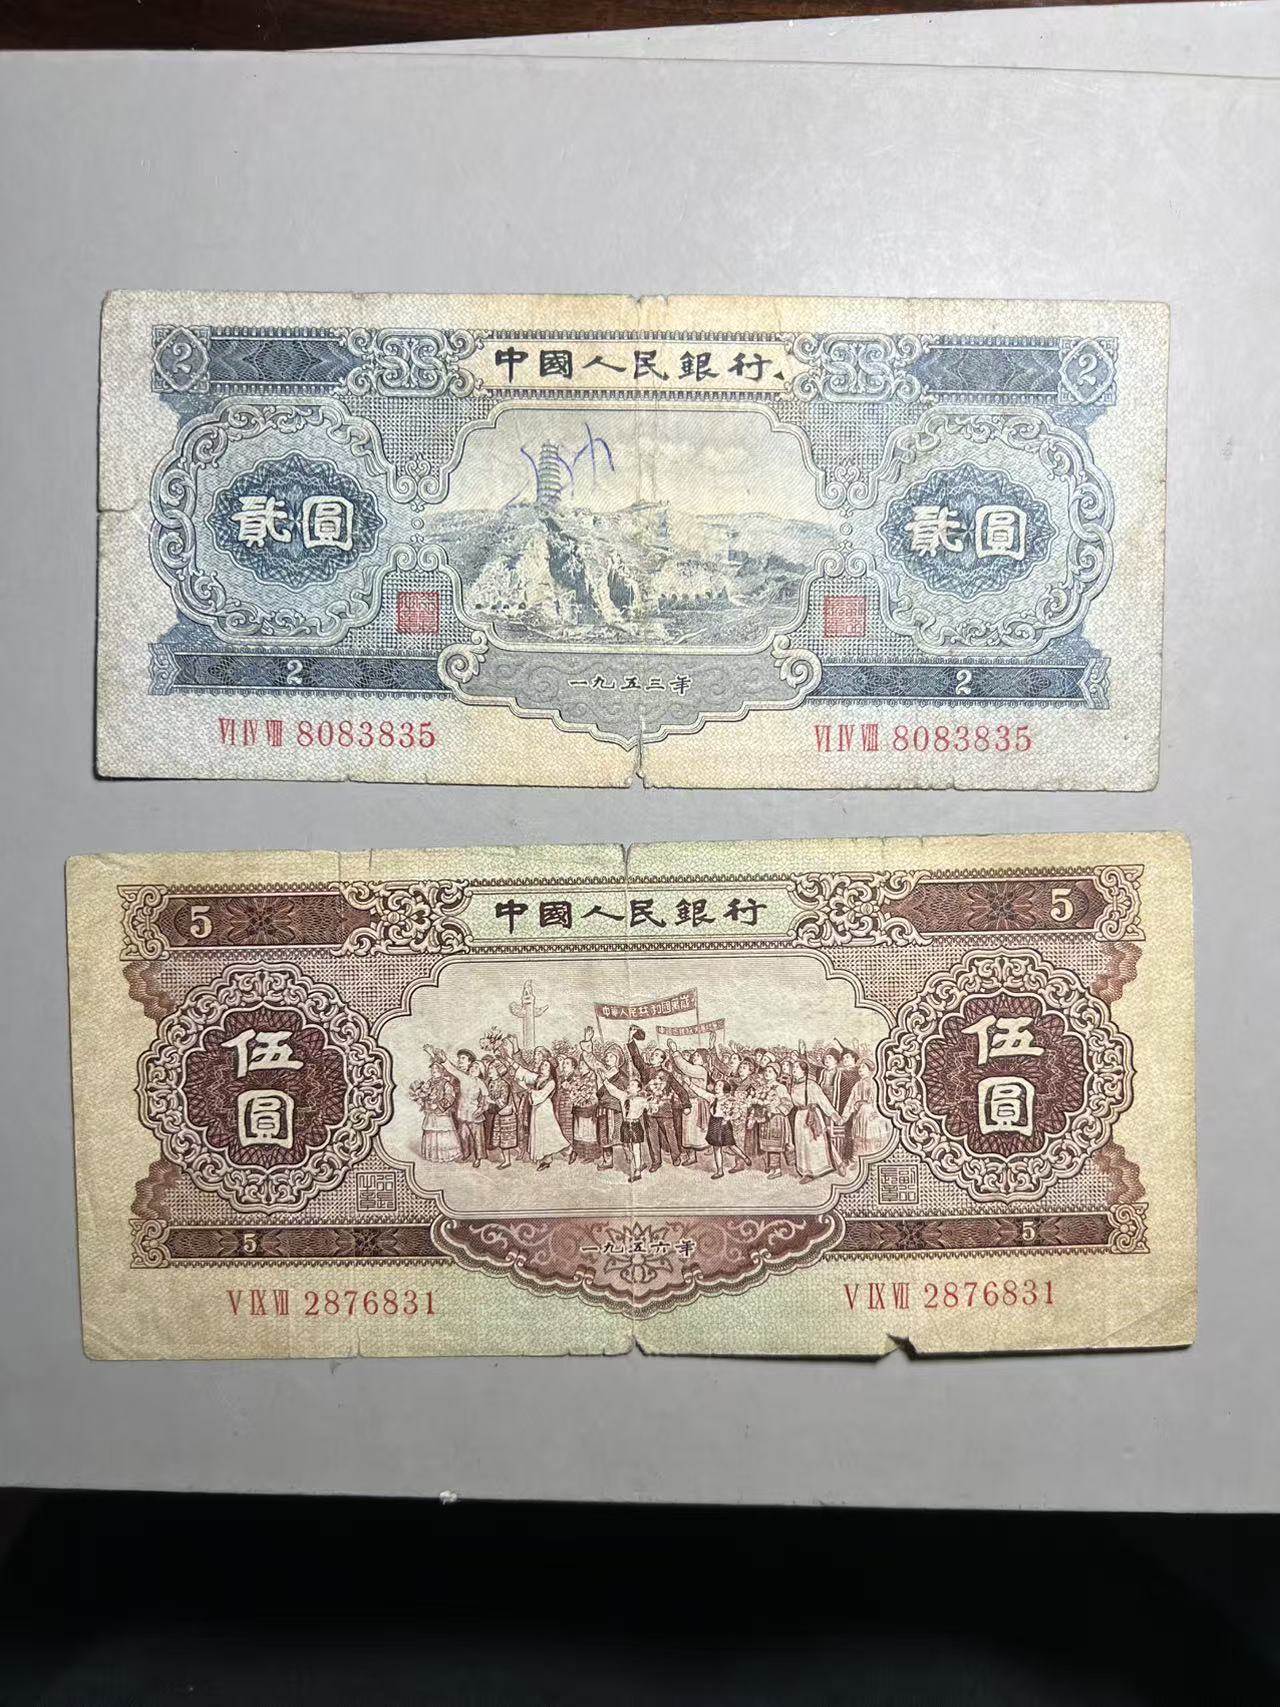 2 中國人民銀行 2
貳圓 貳圓
2 一九五三年 2
VI IV VIII 8083835 VI IV VIII 8083835
5 中國人民銀行 5
中華人民共和國萬歲
伍圓 伍圓
5 一九五六年 5
V IX VII 2876831 V IX VII 2876831